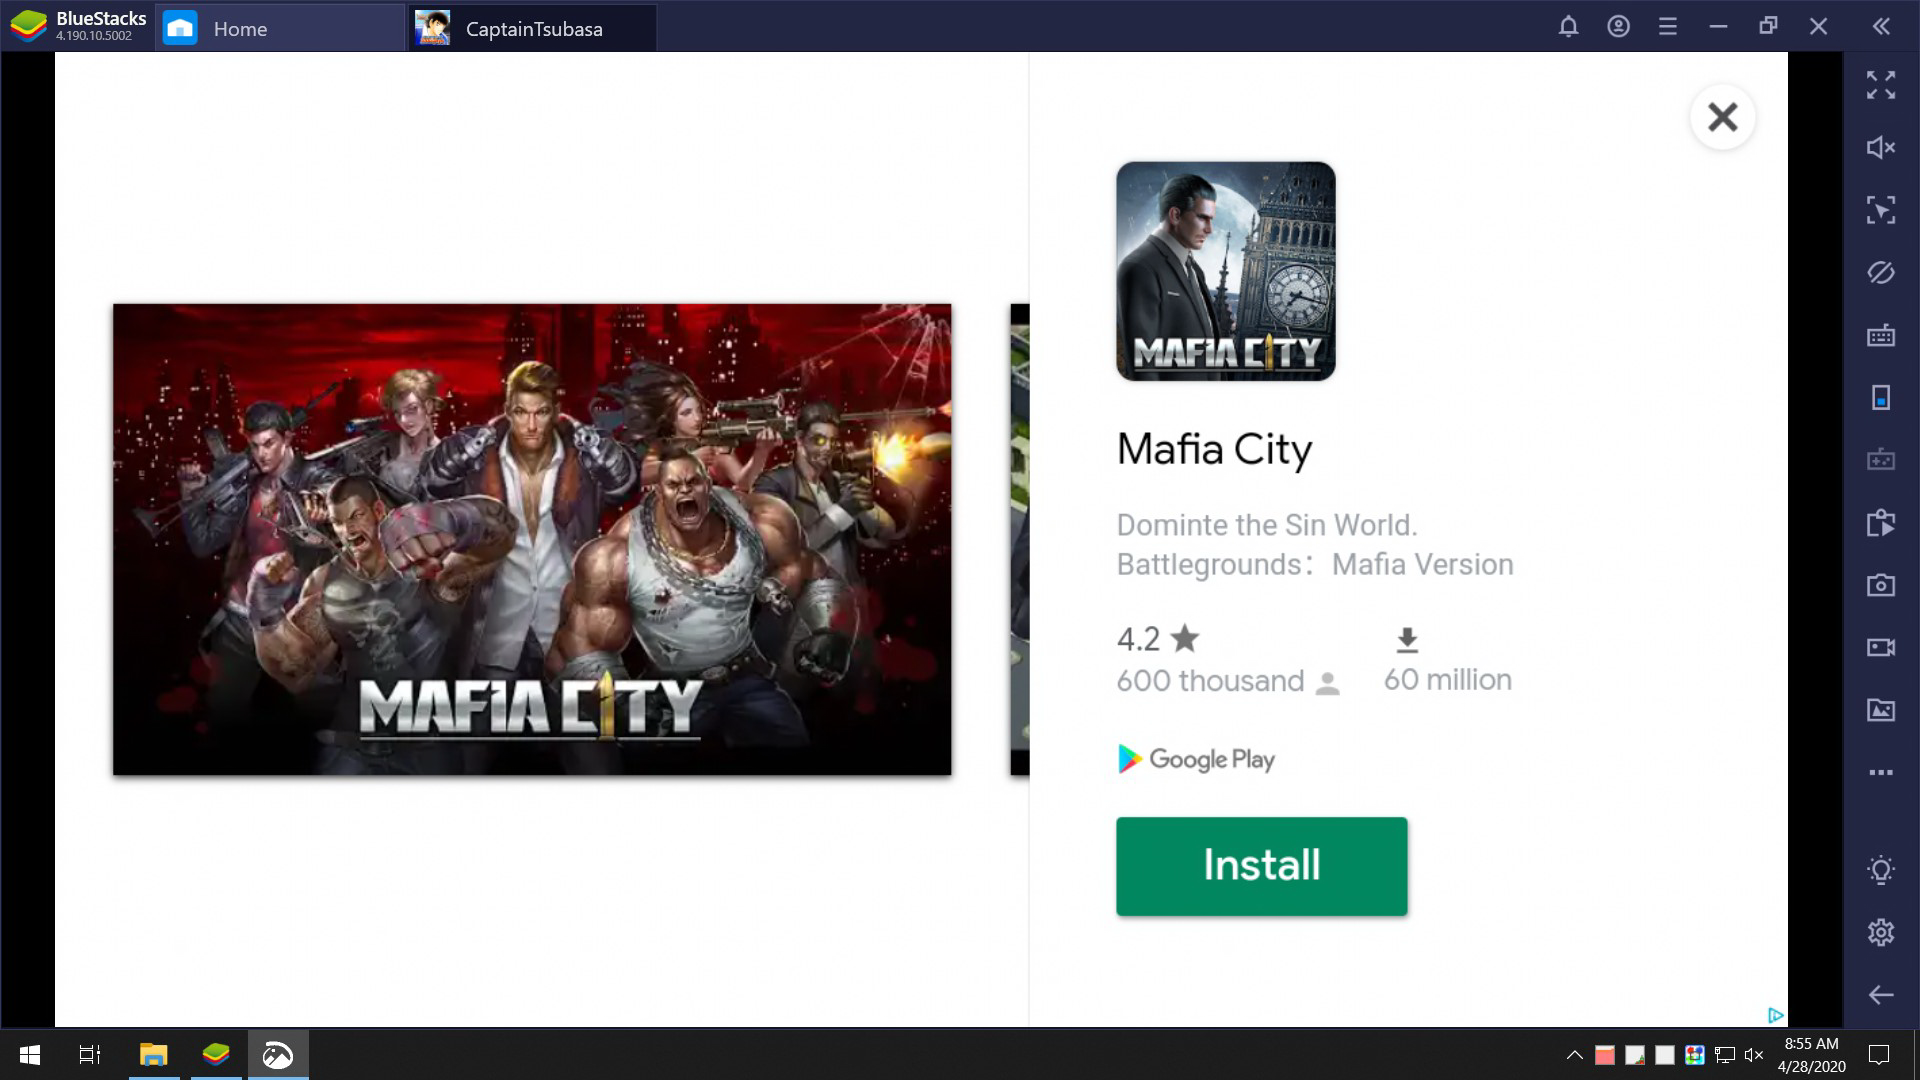 BlueStacks
4.190.10.5002
Home
CaptainTsubasa
MAFIA CITY
MAFIA CITY
Mafia City
Dominte the Sin World.
Battlegrounds：Mafia Version
4.2
600 thousand
60 million
Google Play
Install
8:55 AM
4/28/2020